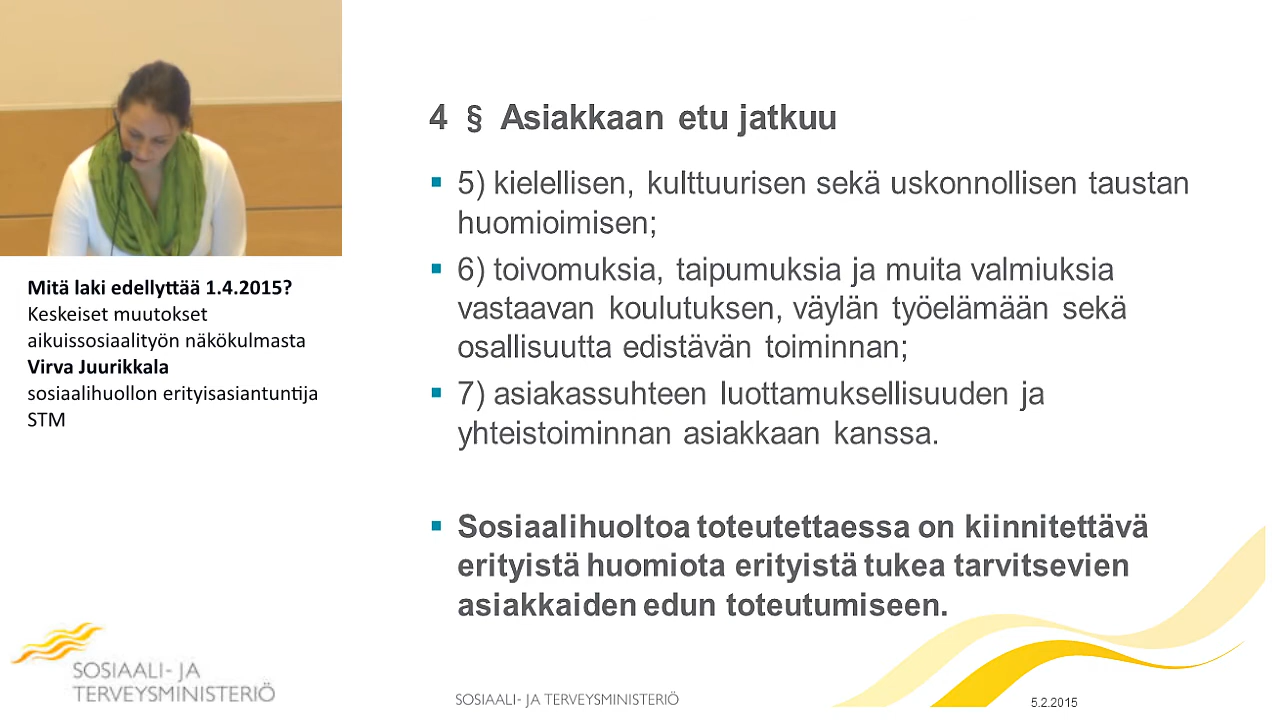 4 § Asiakkaan etu jatkuu
5) kielellisen, kulttuurisen sekä uskonnollisen taustan
huomioimisen;
6) toivomuksia, taipumuksia ja muita valmiuksia
vastaavan koulutuksen, väylän työelämään sekä
osallisuutta edistävän toiminnan;
7) asiakassuhteen luottamuksellisuuden ja
yhteistoiminnan asiakkaan kanssa.
Sosiaalihuoltoa toteutettaessa on kiinnitettävä
erityistä huomiota erityistä tukea tarvitsevien
asiakkaiden edun toteutumiseen.
Mitä laki edellyttää 1.4.2015?
Keskeiset muutokset
aikuissosiaalityön näkökulmasta
Virva Juurikkala
sosiaalihuollon erityisasiantuntija
STM
SOSIAALI- JA
TERVEYSMINISTERIÖ
SOSIAALI- JA TERVEYSMINISTERIÖ
5.2.2015